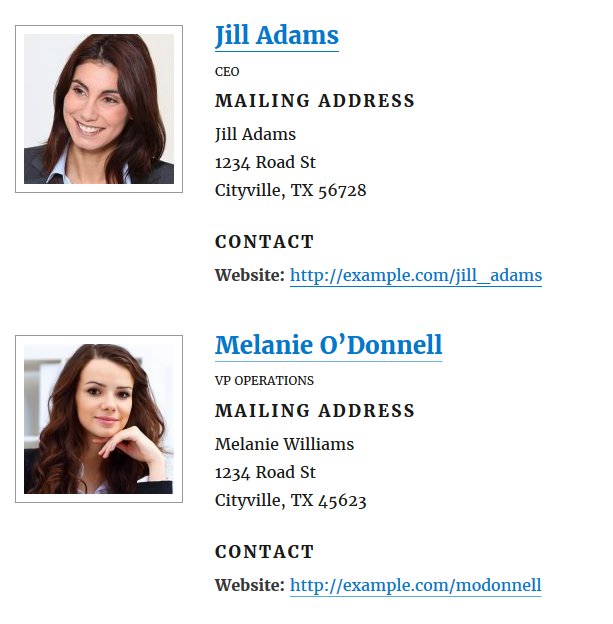 Jill Adams
CEO
MAILING ADDRESS
Jill Adams
1234 Road St
Cityville, TX 56728
CONTACT
Website: http://example.com/jill_adams
Melanie O’Donnell
VP OPERATIONS
MAILING ADDRESS
Melanie Williams
1234 Road St
Cityville, TX 45623
CONTACT
Website: http://example.com/modonnell